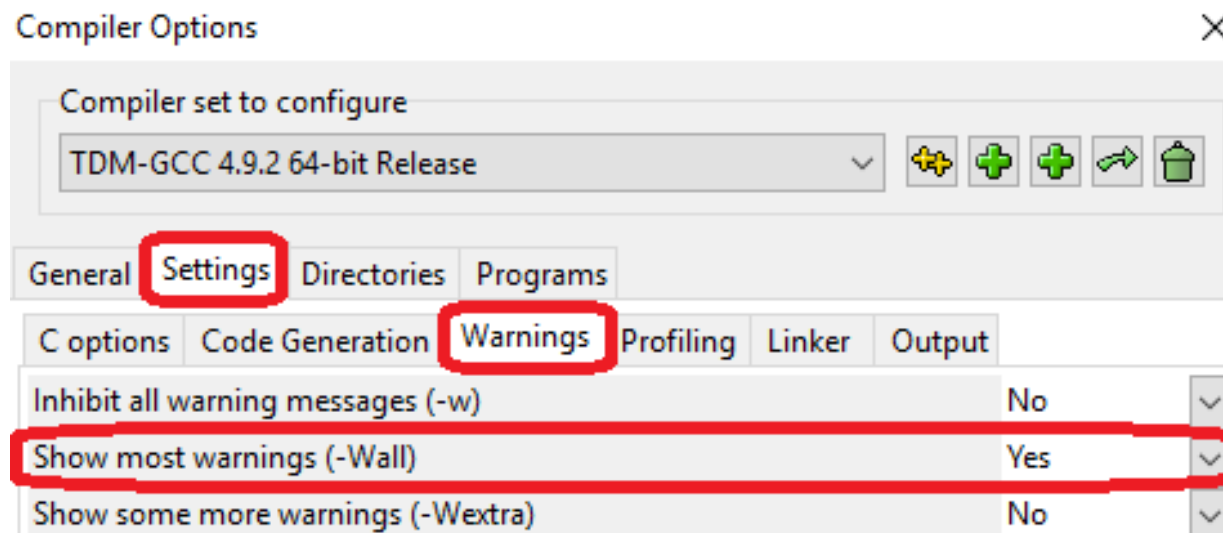 Compiler Options
Compiler set to configure
TDM-GCC 4.9.2 64-bit Release
General Settings Directories Programs
C options Code Generation Warnings Profiling Linker Output
Inhibit all warning messages (-w) No
Show most warnings (-Wall) Yes
Show some more warnings (-Wextra) No